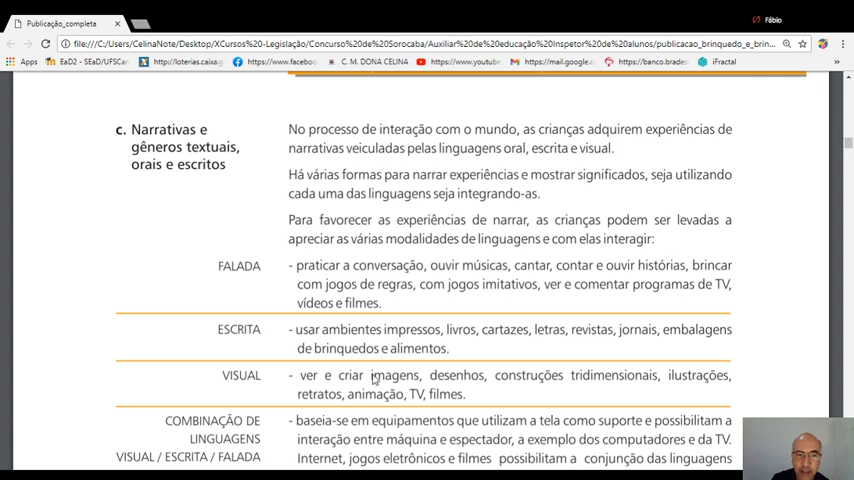 Publicação_completa
Fábio
file:///C:/Users/CelinaNote/Desktop/XCursos%20-Legislação/Concurso%20de%20Sorocaba/Auxiliar%20de%20educação%20Inspetor%20de%20alunos/publicacao_brinquedo_e_brin...
Apps
EaD2 - SEaD/UFSCar
http://loterias.caixa.g
https://www.faceboo
C. M. DONA CELINA
https://www.youtube
https://mail.google.c
https://banco.brades
iFractal
»
c. Narrativas e
gêneros textuais,
orais e escritos
No processo de interação com o mundo, as crianças adquirem experiências de
narrativas veiculadas pelas linguagens oral, escrita e visual.
Há várias formas para narrar experiências e mostrar significados, seja utilizando
cada uma das linguagens seja integrando-as.
Para favorecer as experiências de narrar, as crianças podem ser levadas a
apreciar as várias modalidades de linguagens e com elas interagir:
FALADA
- praticar a conversação, ouvir músicas, cantar, contar e ouvir histórias, brincar
com jogos de regras, com jogos imitativos, ver e comentar programas de TV,
vídeos e filmes.
ESCRITA
- usar ambientes impressos, livros, cartazes, letras, revistas, jornais, embalagens
de brinquedos e alimentos.
VISUAL
- ver e criar imagens, desenhos, construções tridimensionais, ilustrações,
retratos, animação, TV, filmes.
COMBINAÇÃO DE
LINGUAGENS
VISUAL / ESCRITA / FALADA
- baseia-se em equipamentos que utilizam a tela como suporte e possibilitam a
interação entre máquina e espectador, a exemplo dos computadores e da TV.
Internet, jogos eletrônicos e filmes possibilitam a conjunção das linguagens